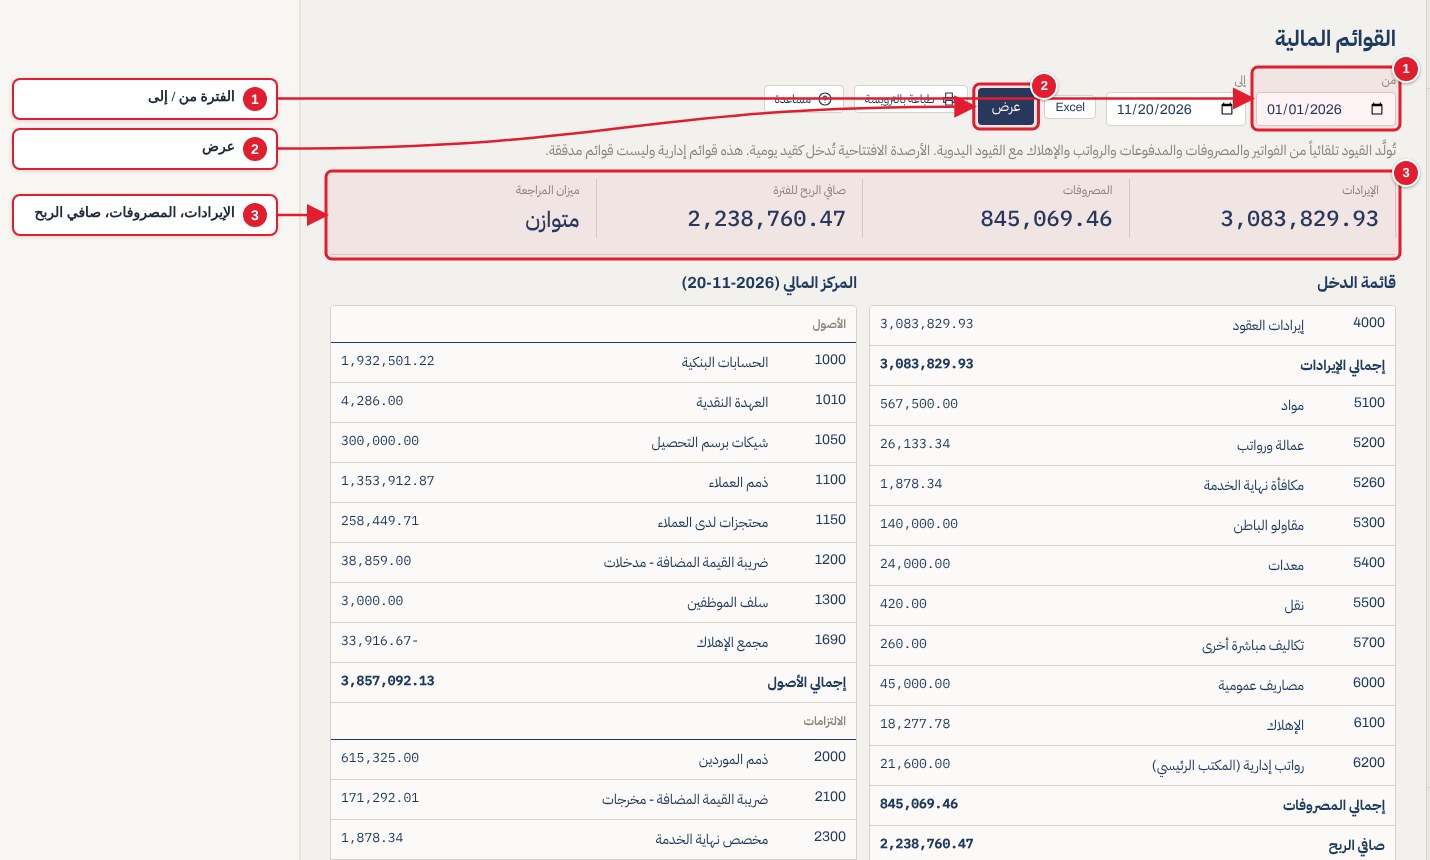 القوائم المالية
من
إلى
1
01/01/2026
11/20/2026
Excel
عرض
2
طباعة بالترويسة
مساعدة
1 الفترة من / إلى
2 عرض
3 الإيرادات، المصروفات، صافي الربح
تُولَّد القيود تلقائياً من الفواتير والمصروفات والمدفوعات والرواتب والإهلاك مع القيود اليدوية. الأرصدة الافتتاحية تُدخل كقيد يومية. هذه قوائم إدارية وليست قوائم مدققة.
3
الإيرادات
3,083,829.93
المصروفات
845,069.46
صافي الربح للفترة
2,238,760.47
ميزان المراجعة
متوازن
قائمة الدخل
4000 إيرادات العقود 3,083,829.93
إجمالي الإيرادات 3,083,829.93
5100 مواد 567,500.00
5200 عمالة ورواتب 26,133.34
5260 مكافأة نهاية الخدمة 1,878.34
5300 مقاولو الباطن 140,000.00
5400 معدات 24,000.00
5500 نقل 420.00
5700 تكاليف مباشرة أخرى 260.00
6000 مصاريف عمومية 45,000.00
6100 الإهلاك 18,277.78
6200 رواتب إدارية (المكتب الرئيسي) 21,600.00
إجمالي المصروفات 845,069.46
صافي الربح 2,238,760.47
المركز المالي (2026-11-20)
الأصول
1000 الحسابات البنكية 1,932,501.22
1010 العهدة النقدية 4,286.00
1050 شيكات برسم التحصيل 300,000.00
1100 ذمم العملاء 1,353,912.87
1150 محتجزات لدى العملاء 258,449.71
1200 ضريبة القيمة المضافة - مدخلات 38,859.00
1300 سلف الموظفين 3,000.00
1690 مجمع الإهلاك 33,916.67-
إجمالي الأصول 3,857,092.13
الالتزامات
2000 ذمم الموردين 615,325.00
2100 ضريبة القيمة المضافة - مخرجات 171,292.01
2300 مخصص نهاية الخدمة 1,878.34